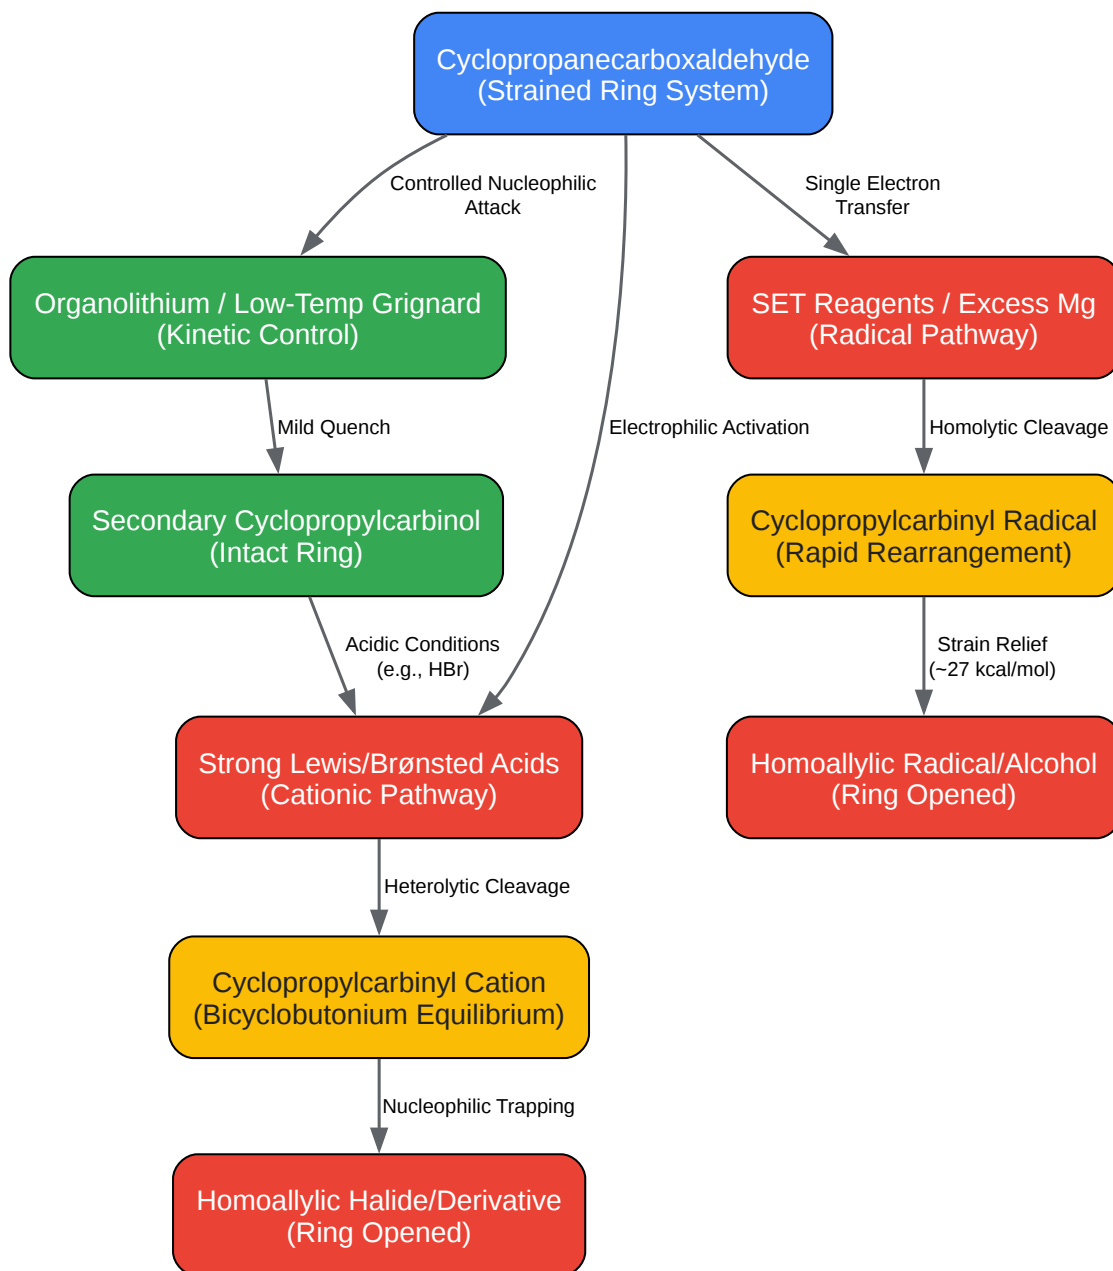 Cyclopropanecarboxaldehyde
(Strained Ring System)
Controlled Nucleophilic
Attack
Single Electron
Transfer
Organolithium / Low-Temp Grignard
(Kinetic Control)
SET Reagents / Excess Mg
(Radical Pathway)
Mild Quench
Electrophilic Activation
Homolytic Cleavage
Secondary Cyclopropylcarbinol
(Intact Ring)
Cyclopropylcarbinyl Radical
(Rapid Rearrangement)
Acidic Conditions
(e.g., HBr)
Strain Relief
(~27 kcal/mol)
Strong Lewis/Brønsted Acids
(Cationic Pathway)
Homoallylic Radical/Alcohol
(Ring Opened)
Heterolytic Cleavage
Cyclopropylcarbinyl Cation
(Bicyclobutonium Equilibrium)
Nucleophilic Trapping
Homoallylic Halide/Derivative
(Ring Opened)